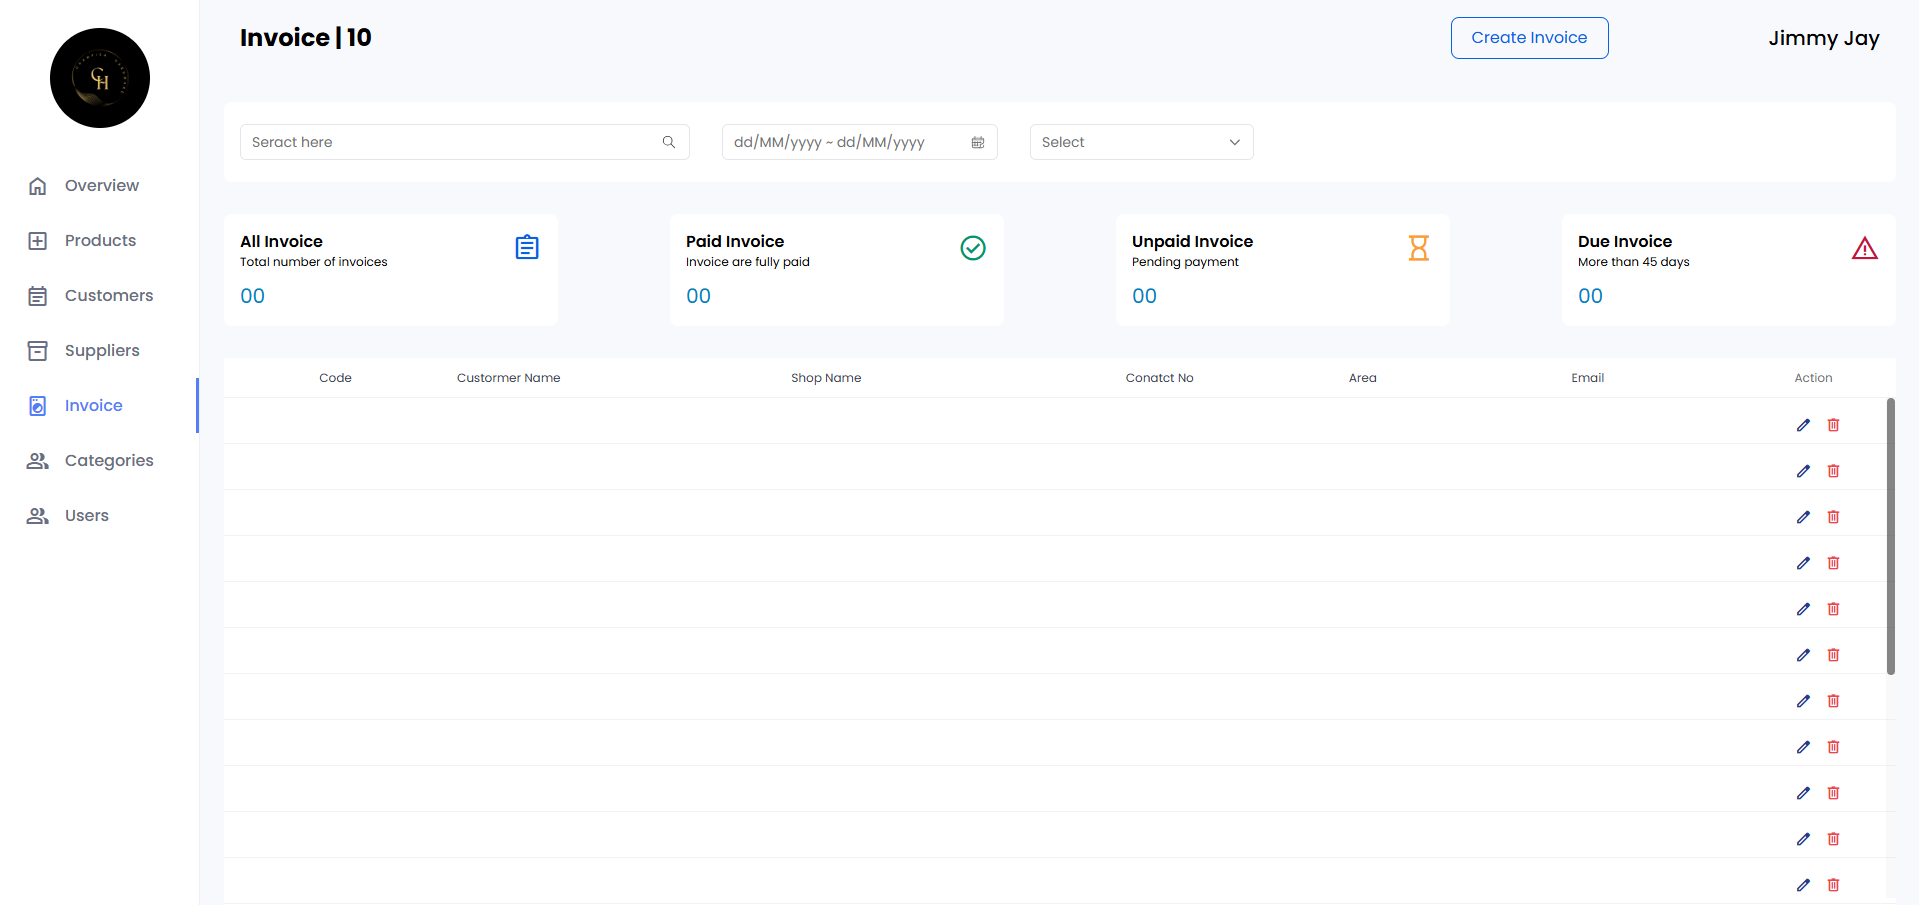 Invoice | 10
Create Invoice
Jimmy Jay
GH
Seract here
dd/MM/yyyy ~ dd/MM/yyyy
Select
Overview
Products
Customers
Suppliers
Invoice
Categories
Users
All Invoice
Total number of invoices
00
Paid Invoice
Invoice are fully paid
00
Unpaid Invoice
Pending payment
00
Due Invoice
More than 45 days
00
Code Custormer Name Shop Name Conatct No Area Email Action